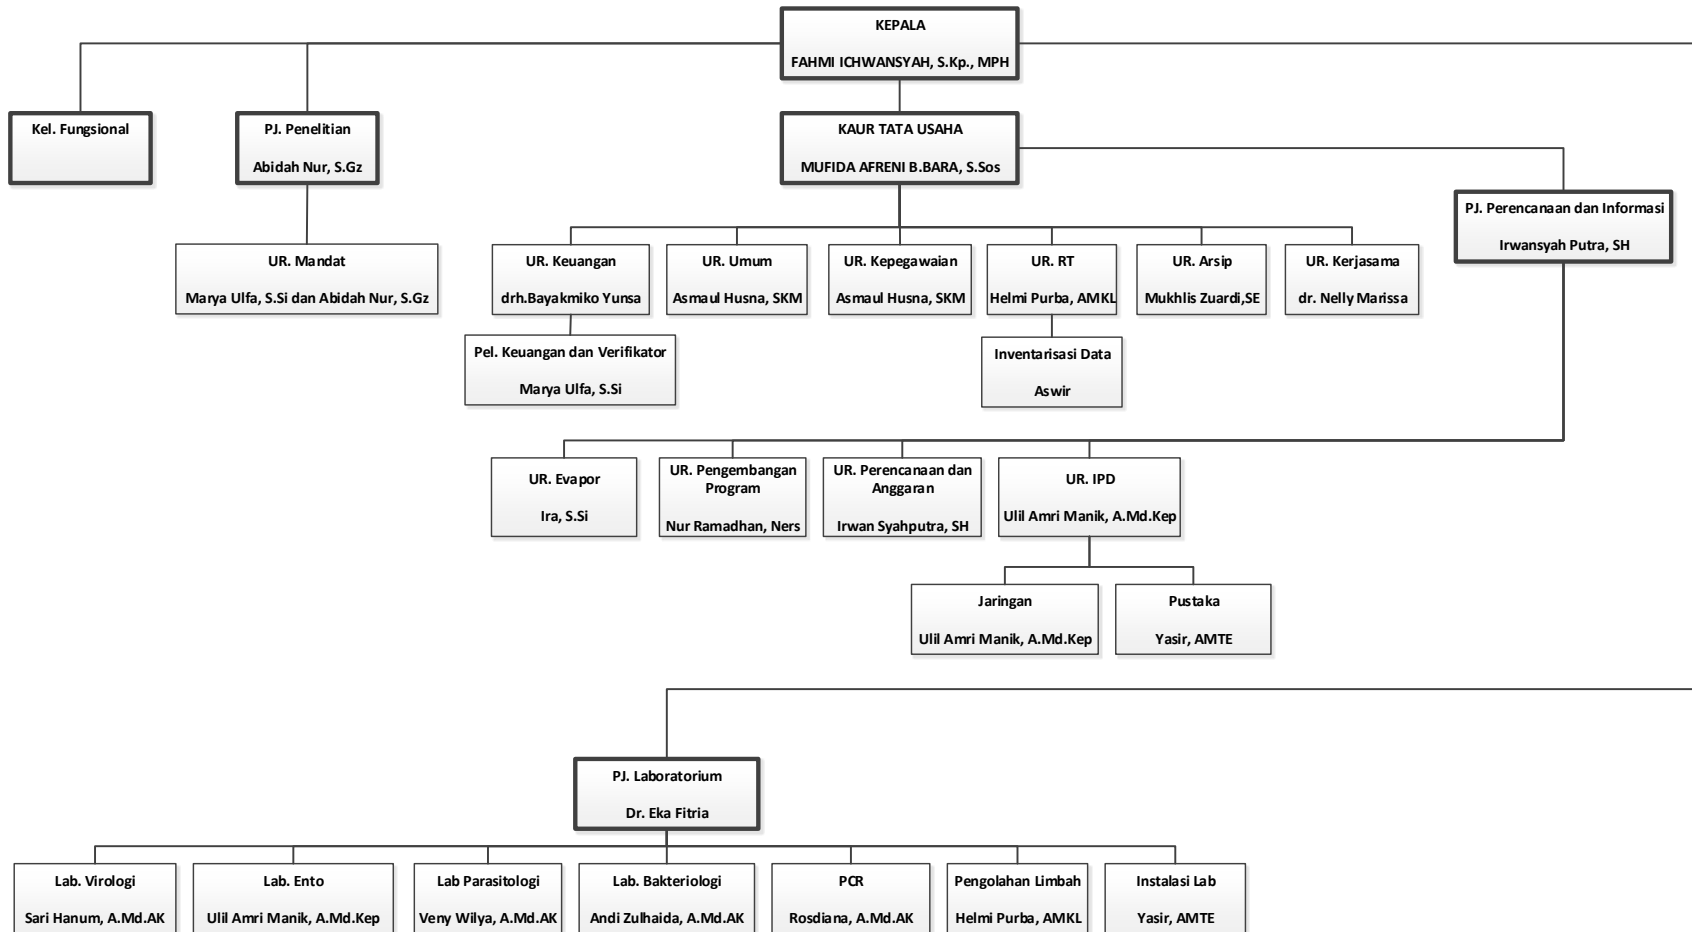 KEPALA
FAHMI ICHWANSYAH, S.Kp., MPH
Kel. Fungsional
PJ. Penelitian
Abidah Nur, S.Gz
KAUR TATA USAHA
MUFIDA AFRENI B.BARA, S.Sos
PJ. Perencanaan dan Informasi
Irwansyah Putra, SH
UR. Mandat
Marya Ulfa, S.Si dan Abidah Nur, S.Gz
UR. Keuangan
drh.Bayakmiko Yunsa
UR. Umum
Asmaul Husna, SKM
UR. Kepegawaian
Asmaul Husna, SKM
UR. RT
Helmi Purba, AMKL
UR. Arsip
Mukhlis Zuardi,SE
UR. Kerjasama
dr. Nelly Marissa
Pel. Keuangan dan Verifikator
Marya Ulfa, S.Si
Inventarisasi Data
Aswir
UR. Evapor
Ira, S.Si
UR. Pengembangan
Program
Nur Ramadhan, Ners
UR. Perencanaan dan
Anggaran
Irwan Syahputra, SH
UR. IPD
Ulil Amri Manik, A.Md.Kep
Jaringan
Ulil Amri Manik, A.Md.Kep
Pustaka
Yasir, AMTE
PJ. Laboratorium
Dr. Eka Fitria
Lab. Virologi
Sari Hanum, A.Md.AK
Lab. Ento
Ulil Amri Manik, A.Md.Kep
Lab Parasitologi
Veny Wilya, A.Md.AK
Lab. Bakteriologi
Andi Zulhaida, A.Md.AK
PCR
Rosdiana, A.Md.AK
Pengolahan Limbah
Helmi Purba, AMKL
Instalasi Lab
Yasir, AMTE